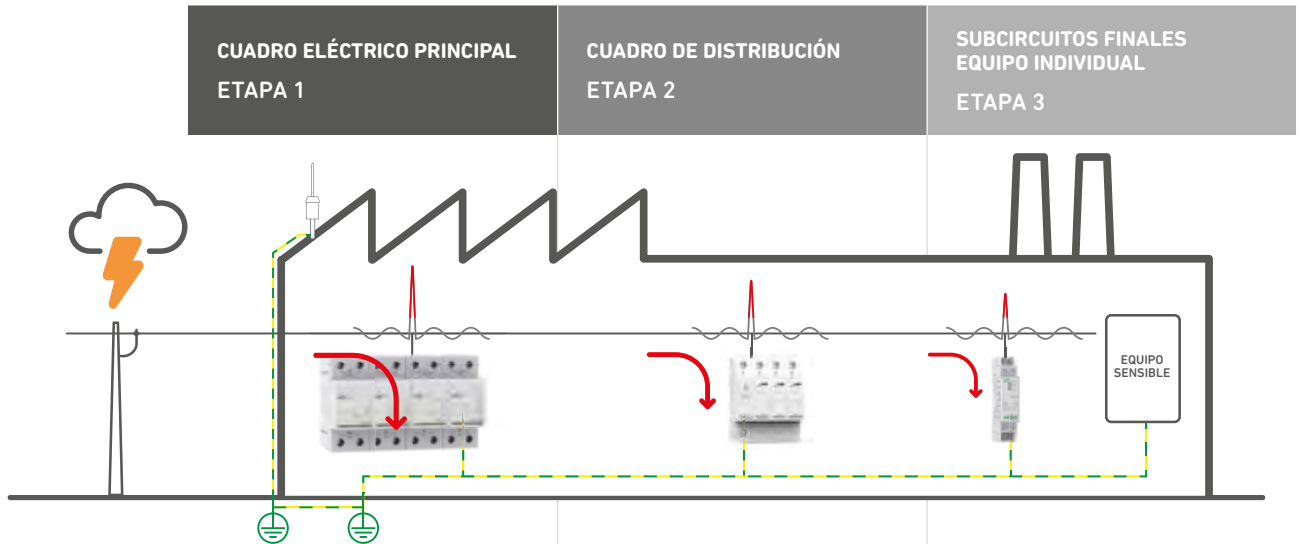 CUADRO ELÉCTRICO PRINCIPAL
ETAPA 1
CUADRO DE DISTRIBUCIÓN
ETAPA 2
SUBCIRCUITOS FINALES
EQUIPO INDIVIDUAL
ETAPA 3
EQUIPO
SENSIBLE